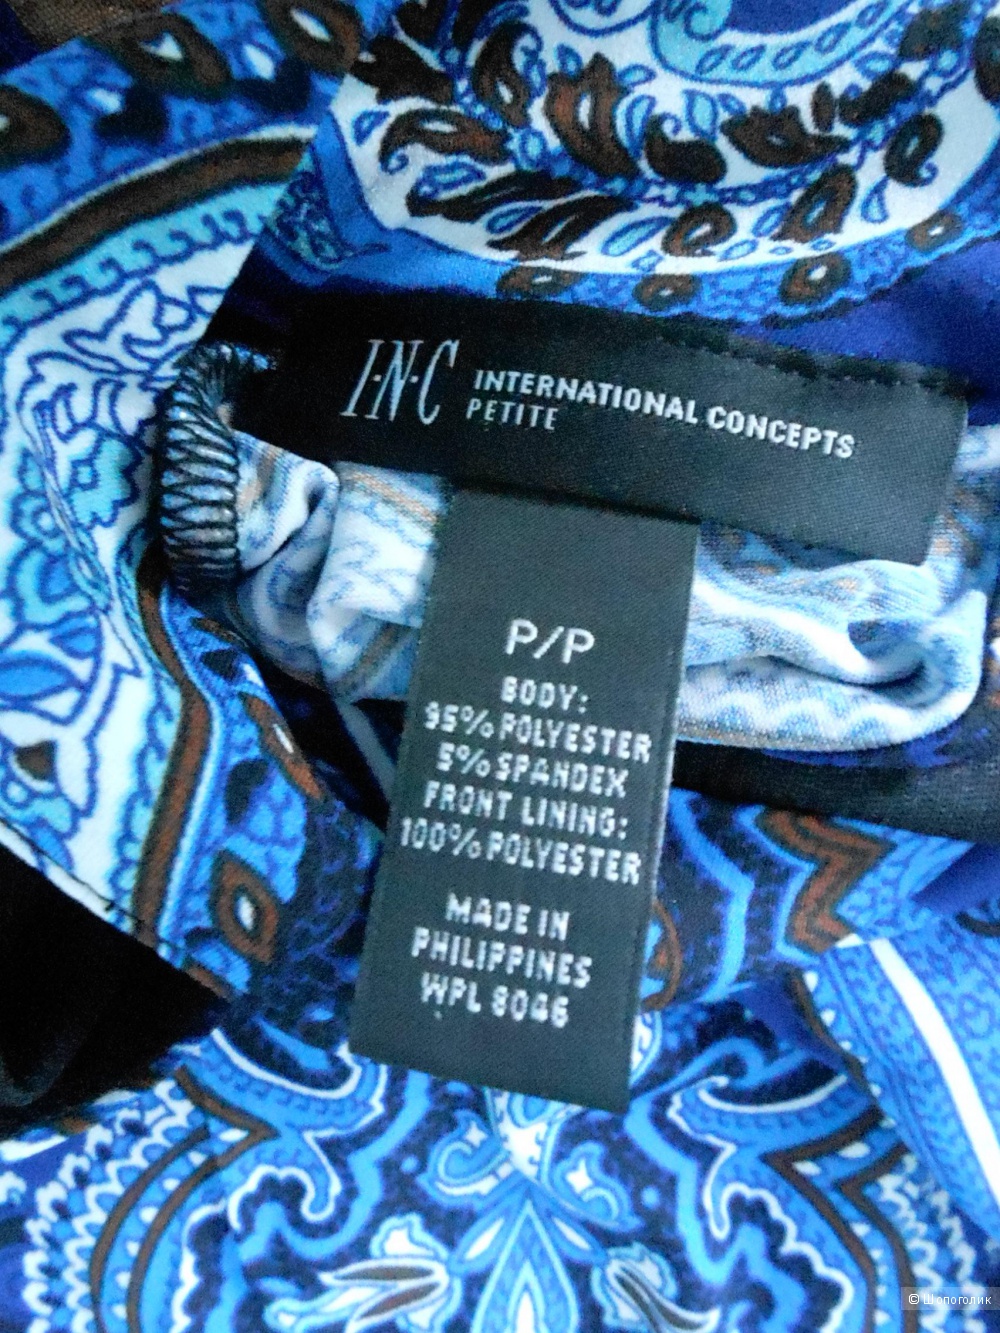 I·N·C INTERNATIONAL CONCEPTS
PETITE
P/P
BODY:
95% POLYESTER
5% SPANDEX
FRONT LINING:
100% POLYESTER
MADE IN
PHILIPPINES
WPL 8046
© Шопоголик